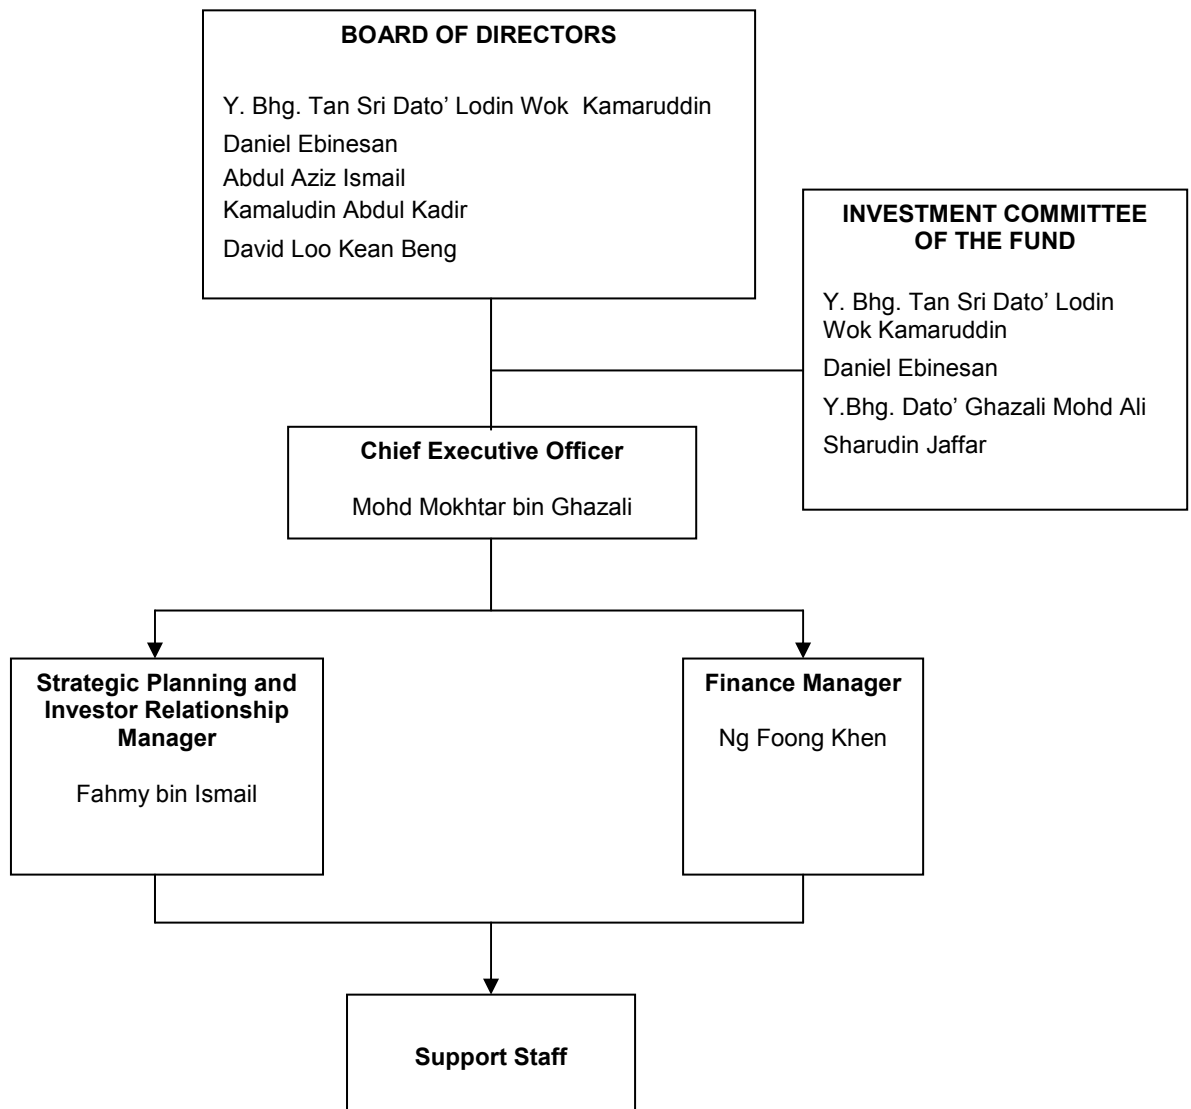 BOARD OF DIRECTORS
Y. Bhg. Tan Sri Dato’ Lodin Wok Kamaruddin
Daniel Ebinesan
Abdul Aziz Ismail
Kamaludin Abdul Kadir
David Loo Kean Beng
INVESTMENT COMMITTEE
OF THE FUND
Y. Bhg. Tan Sri Dato’ Lodin
Wok Kamaruddin
Daniel Ebinesan
Y.Bhg. Dato’ Ghazali Mohd Ali
Sharudin Jaffar
Chief Executive Officer
Mohd Mokhtar bin Ghazali
Strategic Planning and
Investor Relationship
Manager
Fahmy bin Ismail
Finance Manager
Ng Foong Khen
Support Staff